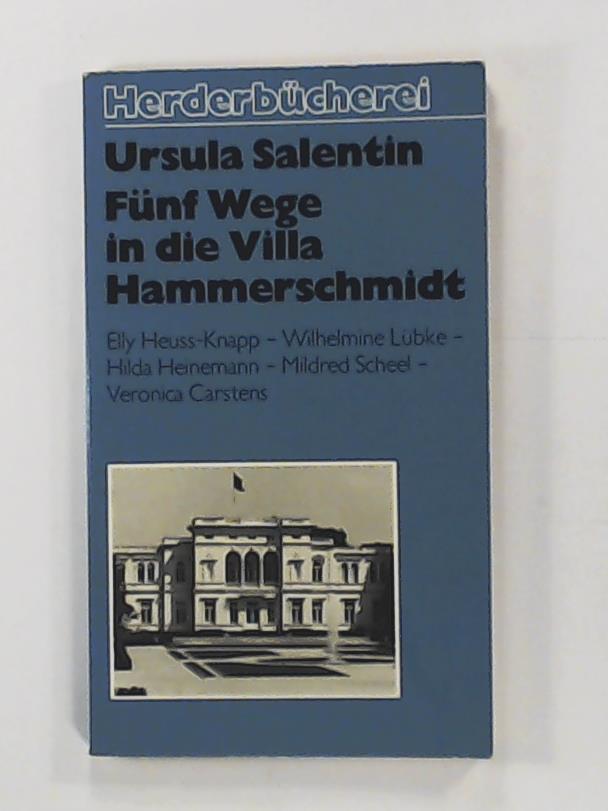 Herderbücherei
Ursula Salentin
Fünf Wege
in die Villa
Hammerschmidt
Elly Heuss-Knapp – Wilhelmine Lübke –
Hilda Heinemann – Mildred Scheel –
Veronica Carstens